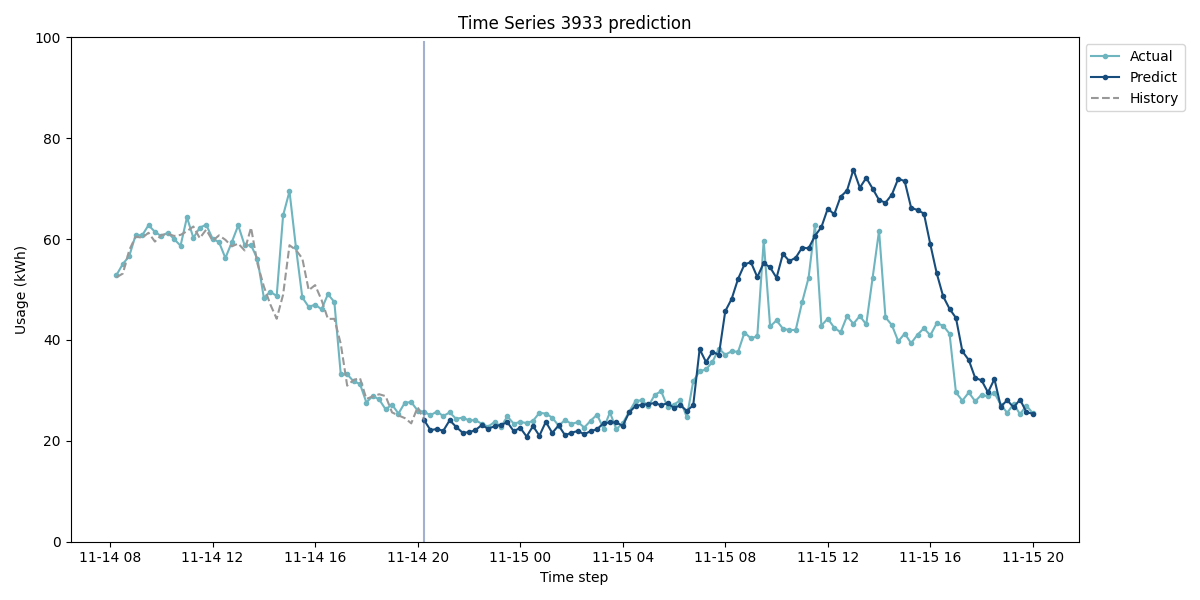 Time Series 3933 prediction
100
80
60
40
20
0
Usage (kWh)
11-14 08
11-14 12
11-14 16
11-14 20
11-15 00
11-15 04
11-15 08
11-15 12
11-15 16
11-15 20
Time step
Actual
Predict
History